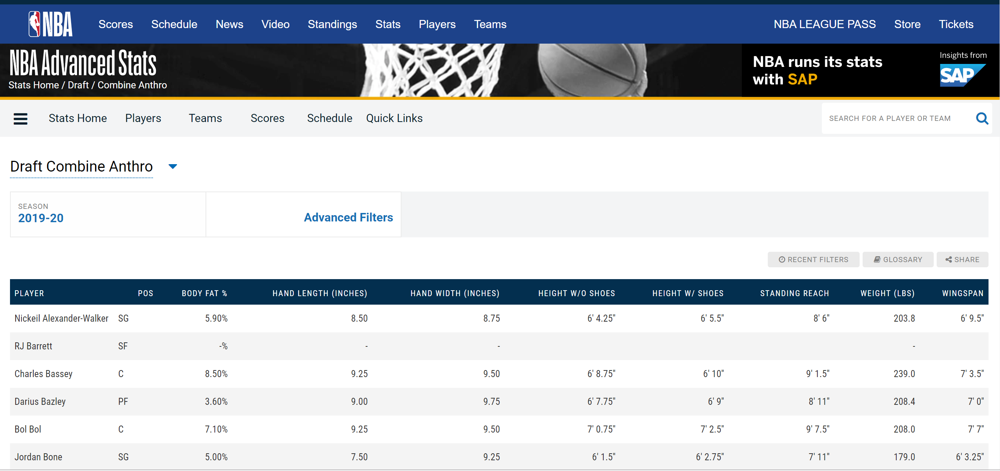 NBA Scores Schedule News Video Standings Stats Players Teams NBA LEAGUE PASS Store Tickets
NBA Advanced Stats
Stats Home / Draft / Combine Anthro
NBA runs its stats
with SAP
Insights from
SAP
Stats Home Players Teams Scores Schedule Quick Links SEARCH FOR A PLAYER OR TEAM
Draft Combine Anthro
SEASON
2019-20
Advanced Filters
RECENT FILTERS GLOSSARY SHARE
PLAYER POS BODY FAT % HAND LENGTH (INCHES) HAND WIDTH (INCHES) HEIGHT W/O SHOES HEIGHT W/ SHOES STANDING REACH WEIGHT (LBS) WINGSPAN
Nickeil Alexander-Walker SG 5.90% 8.50 8.75 6' 4.25" 6' 5.5" 8' 6" 203.8 6' 9.5"
RJ Barrett SF -% - - -
Charles Bassey C 8.50% 9.25 9.50 6' 8.75" 6' 10" 9' 1.5" 239.0 7' 3.5"
Darius Bazley PF 3.60% 9.00 9.75 6' 7.75" 6' 9" 8' 11" 208.4 7' 0"
Bol Bol C 7.10% 9.25 9.50 7' 0.75" 7' 2.5" 9' 7.5" 208.0 7' 7"
Jordan Bone SG 5.00% 7.50 9.25 6' 1.5" 6' 2.75" 7' 11" 179.0 6' 3.25"